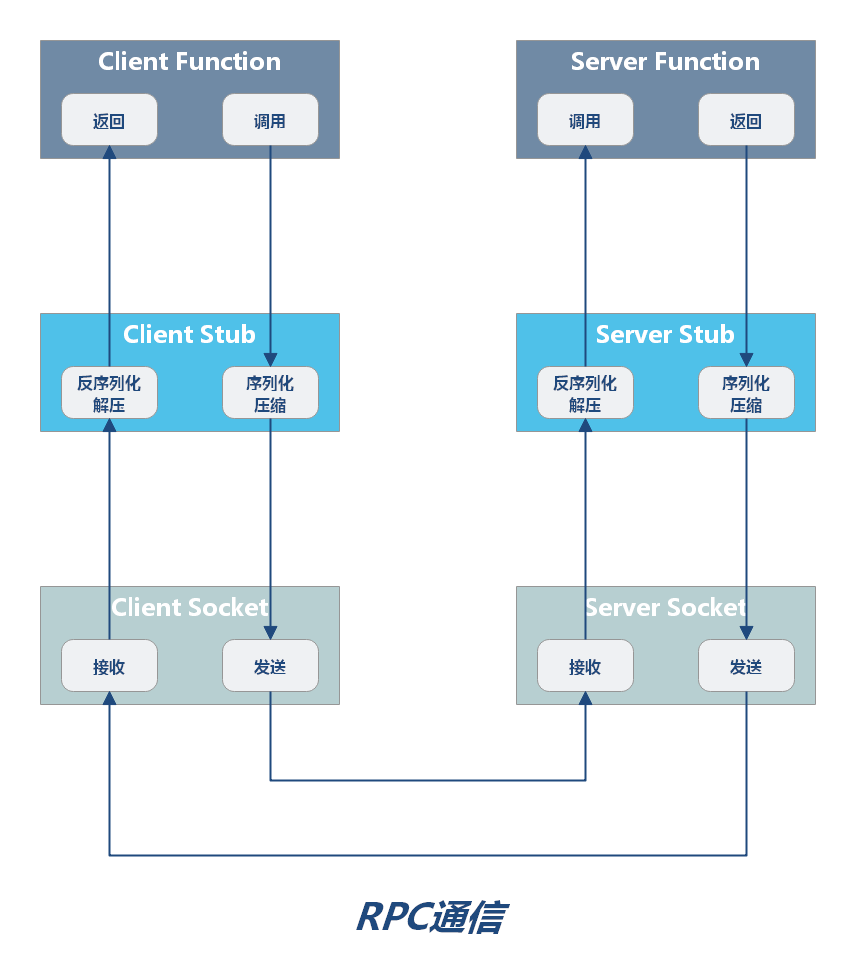 Client Function
返回
调用
Server Function
调用
返回
Client Stub
反序列化
解压
序列化
压缩
Server Stub
反序列化
解压
序列化
压缩
Client Socket
接收
发送
Server Socket
接收
发送
RPC通信